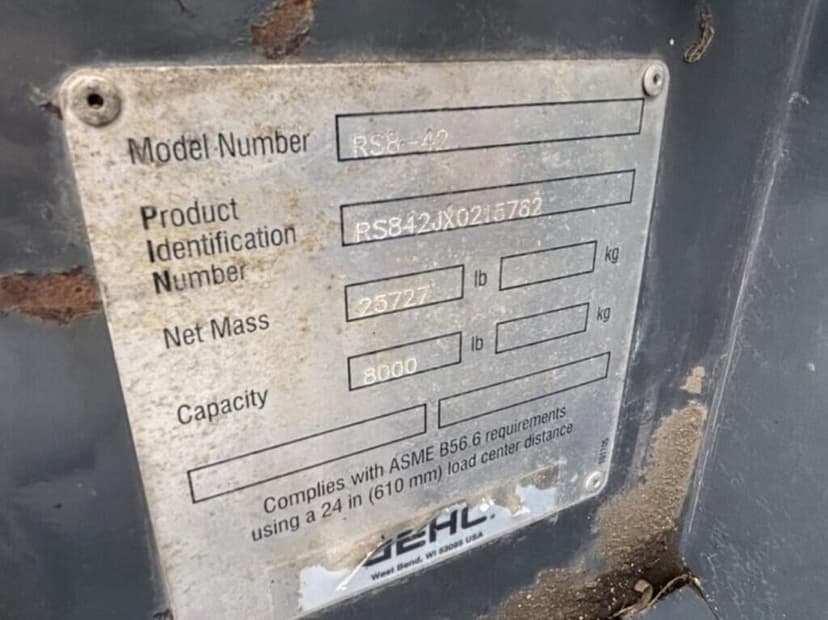 Model Number RS8-42
Product
Identification
Number
RS842JX0215762
Net Mass 25727 lb kg
Capacity 8000 lb kg
Complies with ASME B56.6 requirements
using a 24 in (610 mm) load center distance
West Bend, WI 53095 USA